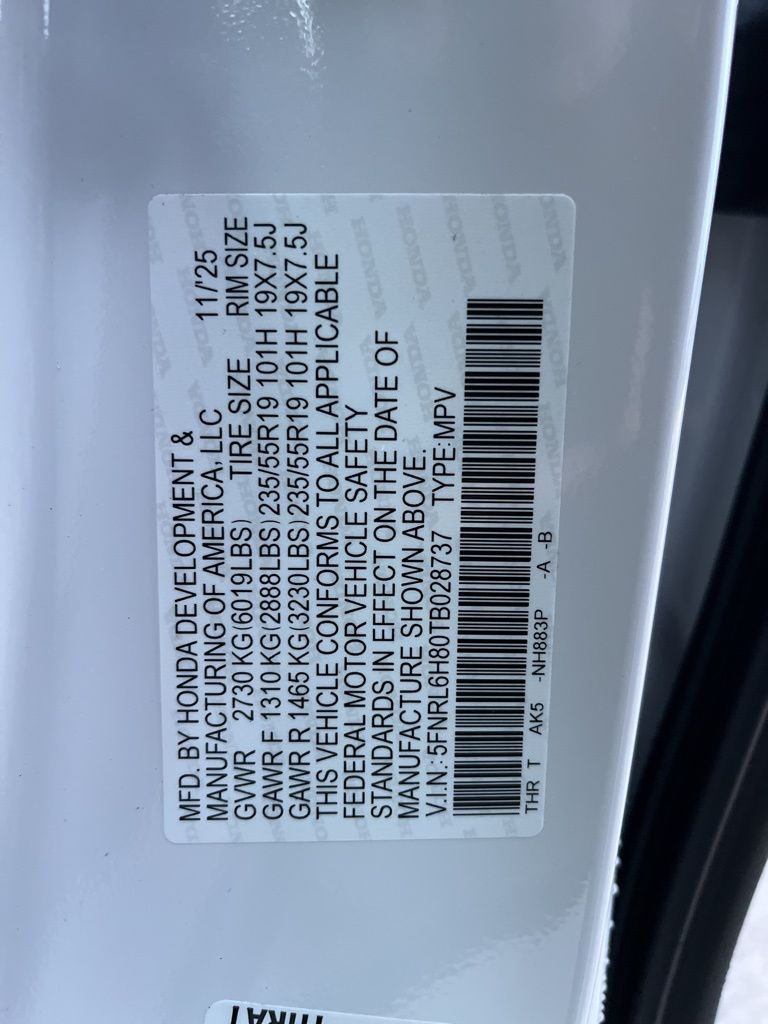 MFD. BY HONDA DEVELOPMENT &
MANUFACTURING OF AMERICA, LLC 11/'25
GVWR 2730 KG(6019LBS) TIRE SIZE RIM SIZE
GAWR F 1310 KG(2888LBS)235/55R19 101H 19X7.5J
GAWR R 1465 KG(3230LBS)235/55R19 101H 19X7.5J
THIS VEHICLE CONFORMS TO ALL APPLICABLE
FEDERAL MOTOR VEHICLE SAFETY
STANDARDS IN EFFECT ON THE DATE OF
MANUFACTURE SHOWN ABOVE.
V.I.N.:5FNRL6H80TB028737 TYPE:MPV
THR T AK5 -NH883P -A -B